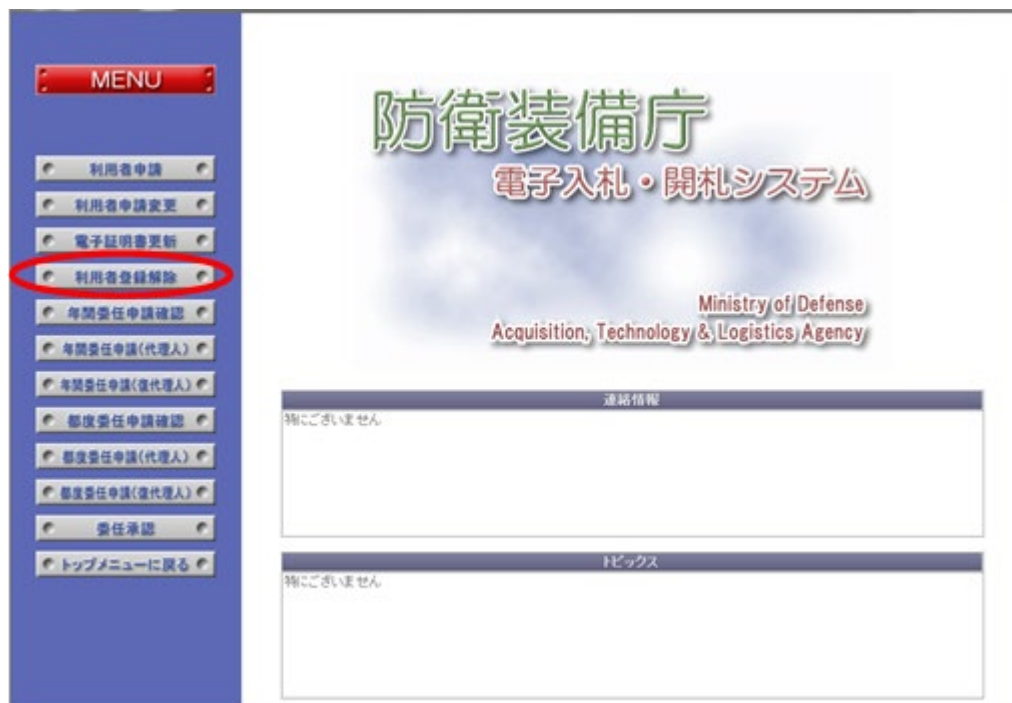 MENU
利用者申請
利用者申請変更
電子証明書更新
利用者登録解除
年間委任申請確認
年間委任申請(代理人)
年間委任申請(復代理人)
都度委任申請確認
都度委任申請(代理人)
都度委任申請(復代理人)
委任承認
トップメニューに戻る
防衛装備庁
電子入札・開札システム
Ministry of Defense
Acquisition, Technology & Logistics Agency
連絡情報
特にございません
トピックス
特にございません